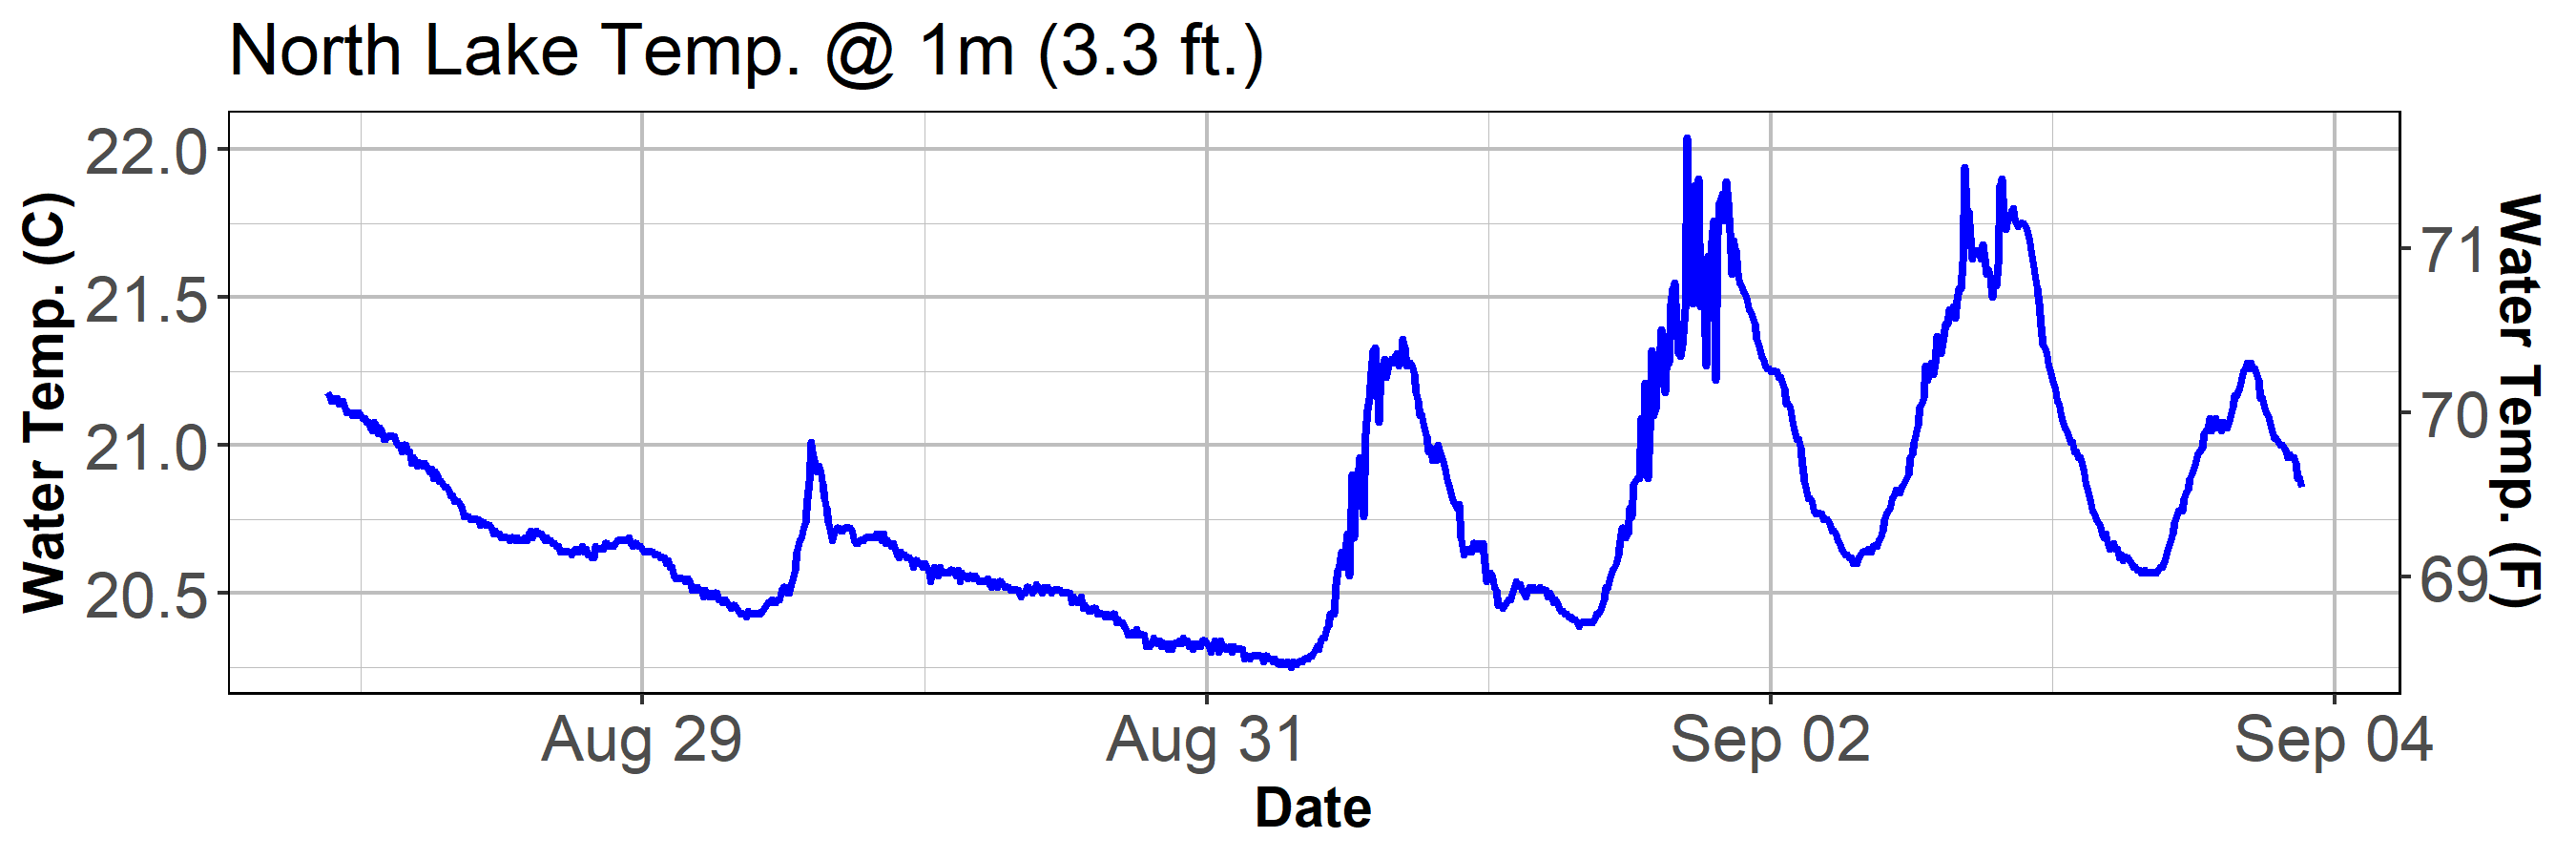 North Lake Temp. @ 1m (3.3 ft.)
Water Temp. (C)
22.0
21.5
21.0
20.5
71
70
69
Water Temp. (F)
Aug 29
Aug 31
Sep 02
Sep 04
Date